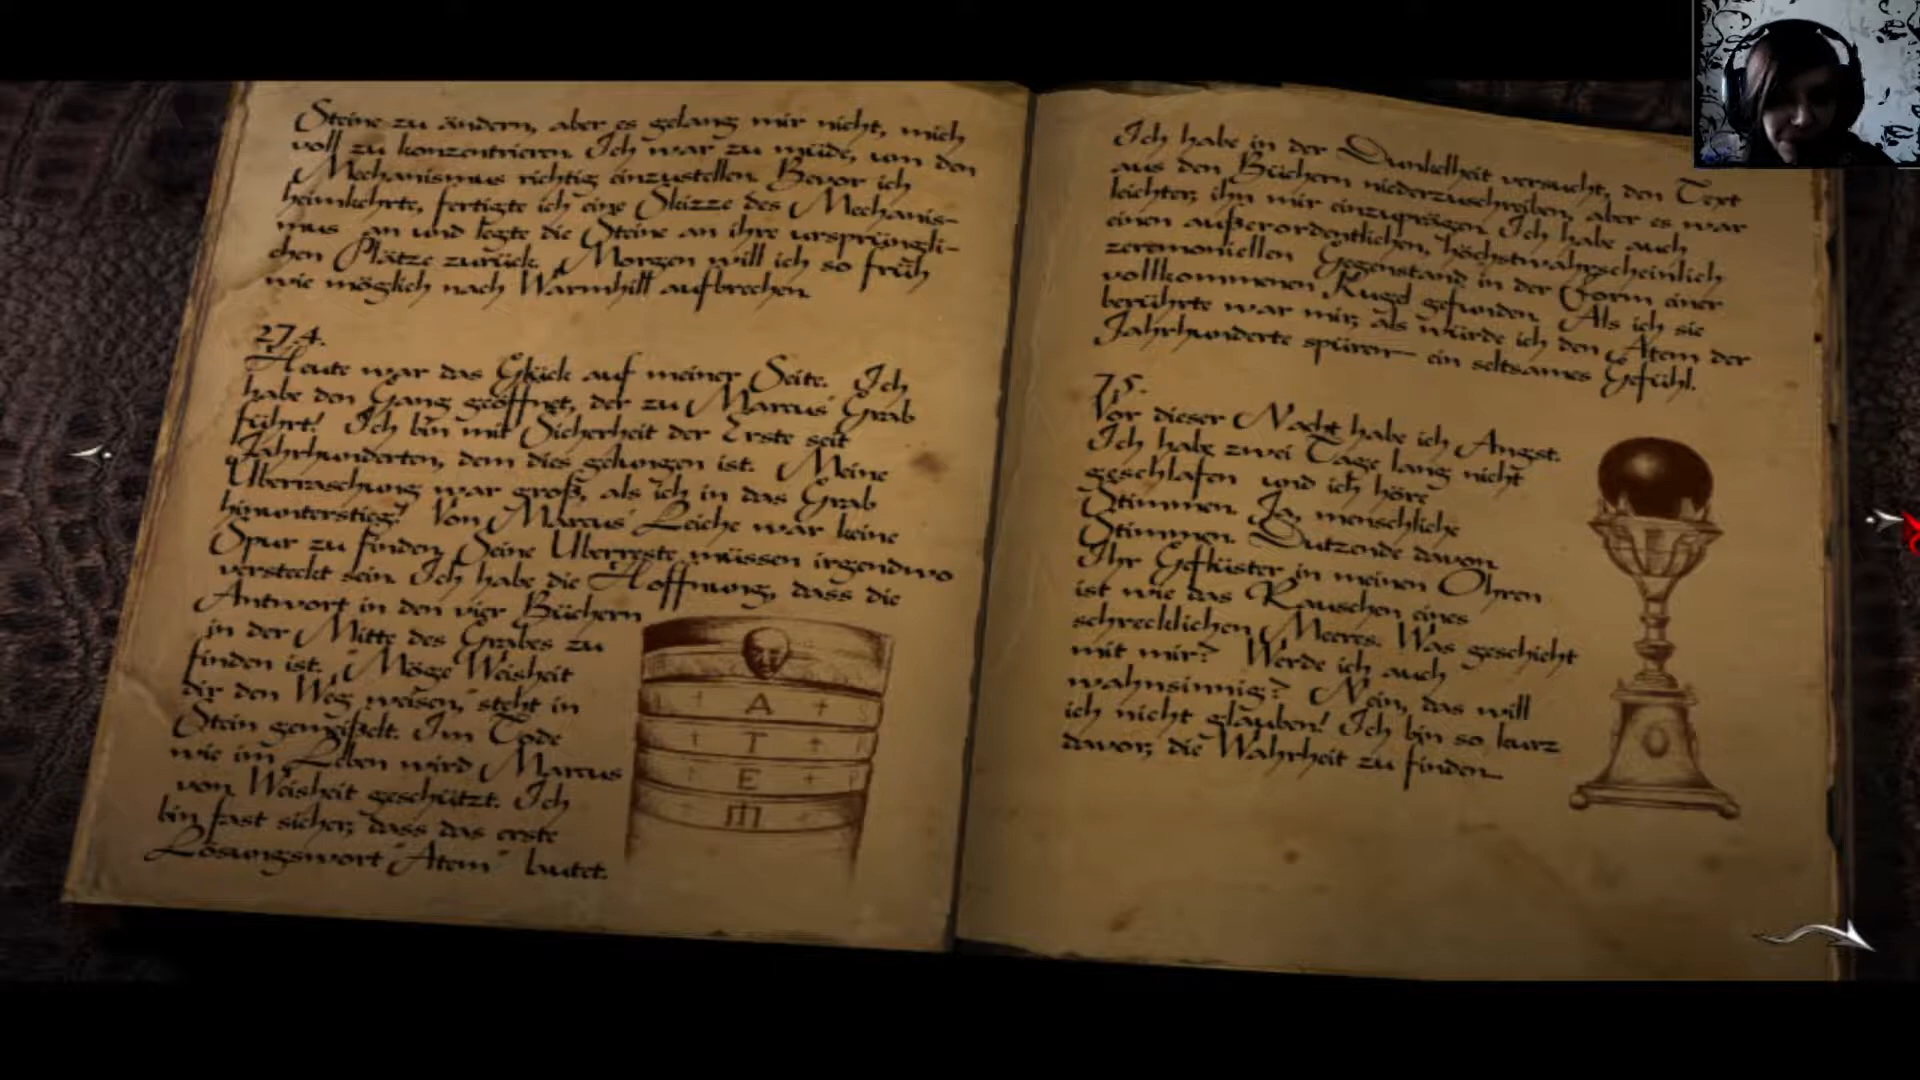 Steine zu ändern, aber es gelang mir nicht, mich
voll zu konzentrieren. Ich war zu müde, um den
Mechanismus richtig einzustellen. Bevor ich
heimkehrte, fertigte ich eine Skizze des Mechanis-
mus an und legte die Steine an ihre ursprüngli-
chen Plätze zurück. Morgen will ich so früh
wie möglich nach Warmhill aufbrechen.
27.4.
Heute war das Glück auf meiner Seite. Ich
habe den Gang geöffnet, der zu Marcus' Grab
führt! Ich bin mit Sicherheit der Erste seit
Jahrhunderten, dem dies gelungen ist. Meine
Überraschung war groß, als ich in das Grab
hinunterstieg! Von Marcus' Leiche war keine
Spur zu finden. Seine Überreste müssen irgendwo
versteckt sein. Ich habe die Hoffnung, dass die
Antwort in den vier Büchern
in der Mitte des Grabes zu
finden ist. "Möge Weisheit
dir den Weg weisen," steht in
Stein gemeißelt. Im Tode
wie im Leben wird Marcus
von Weisheit geschützt. Ich
bin fast sicher, dass das erste
Lösungswort "Atem" lautet.
A
T
E
M
Ich habe in der Dunkelheit versucht, den Text
aus den Büchern niederzuschreiben, aber es war
leichter, ihn mir einzuprägen. Ich habe auch
einen außerordentlichen, höchstwahrscheinlich
zeremoniellen Gegenstand in der Form einer
vollkommenen Kugel gefunden. Als ich sie
berührte war mir, als würde ich den Atem der
Jahrhunderte spüren - ein seltsames Gefühl.
7.5.
Vor dieser Nacht habe ich Angst.
Ich habe zwei Tage lang nicht
geschlafen und ich höre
Stimmen. Ja, menschliche
Stimmen. Dutzende davon.
Ihr Geflüster in meinen Ohren
ist wie das Rauschen eines
schrecklichen Meeres. Was geschieht
mit mir? Werde ich auch
wahnsinnig? Nein, das will
ich nicht glauben! Ich bin so kurz
davor, die Wahrheit zu finden...